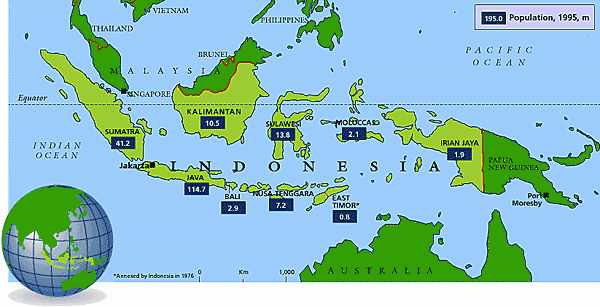 VIETNAM
THAILAND
PHILIPPINES
195.0 Population, 1995, m
PACIFIC
OCEAN
BRUNEI
MALAYSIA
SINGAPORE
Equator
KALIMANTAN
10.5
SUMATRA
41.2
SULAWESI
13.8
MOLUCCAS
2.1
IRIAN JAYA
1.9
INDIAN
OCEAN
PAPUA
NEW GUINEA
Jakarta
INDONESIA
JAVA
114.7
BALI
2.9
NUSA TENGGARA
7.2
EAST
TIMOR*
0.8
Port
Moresby
*Annexed by Indonesia in 1976
0 Km 1,000
AUSTRALIA